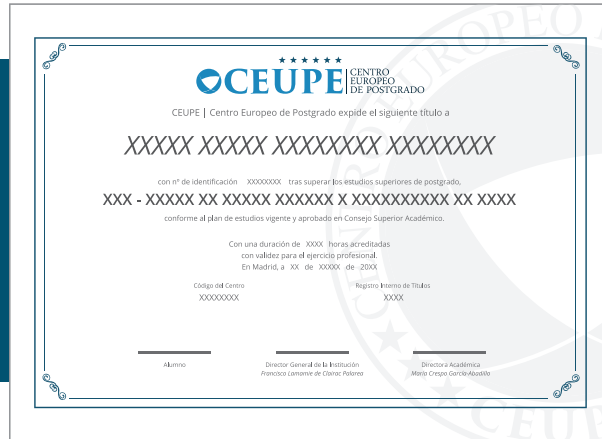 CEUPE
CENTRO
EUROPEO
DE POSTGRADO
CEUPE | Centro Europeo de Postgrado expide el siguiente título a
XXXXX XXXXX XXXXXXXX XXXXXXXX
con nº de identificación XXXXXXXX tras superar los estudios superiores de postgrado,
XXX - XXXXX XX XXXXX XXXXXX X XXXXXXXXXX XX XXXX
conforme al plan de estudios vigente y aprobado en Consejo Superior Académico.
Con una duración de XXXX horas acreditadas
con validez para el ejercicio profesional.
En Madrid, a XX de XXXXX de 20XX
Código del Centro Registro Interno de Títulos
XXXXXXXX XXXX
Alumno Director General de la Institución Directora Académica
Francisco Lamamie de Clairac Palarea María Crespo García-Abadillo
CENTRO EUROPEO
CEUP